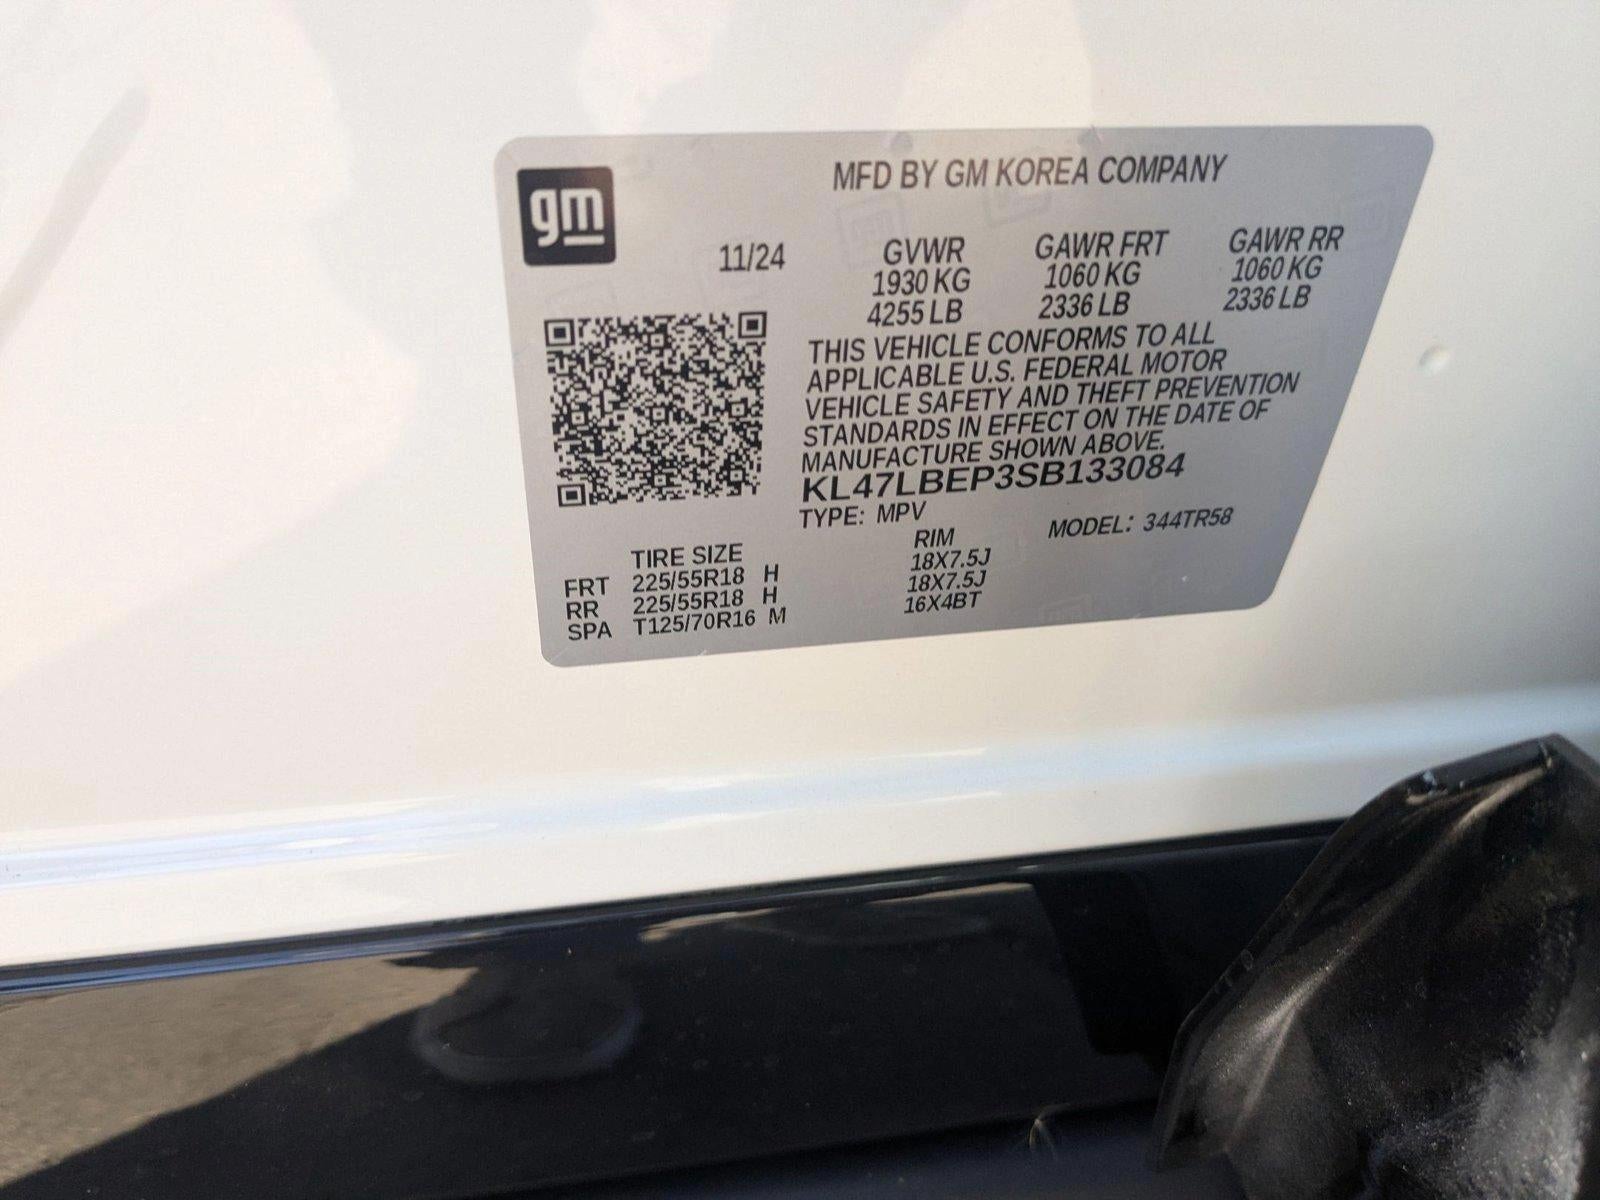 gm
MFD BY GM KOREA COMPANY
11/24
GVWR GAWR FRT GAWR RR
1930 KG 1060 KG 1060 KG
4255 LB 2336 LB 2336 LB
THIS VEHICLE CONFORMS TO ALL
APPLICABLE U.S. FEDERAL MOTOR
VEHICLE SAFETY AND THEFT PREVENTION
STANDARDS IN EFFECT ON THE DATE OF
MANUFACTURE SHOWN ABOVE.
KL47LBEP3SB133084
TYPE: MPV MODEL: 344TR58
TIRE SIZE RIM
FRT 225/55R18 H 18X7.5J
RR 225/55R18 H 18X7.5J
SPA T125/70R16 M 16X4BT